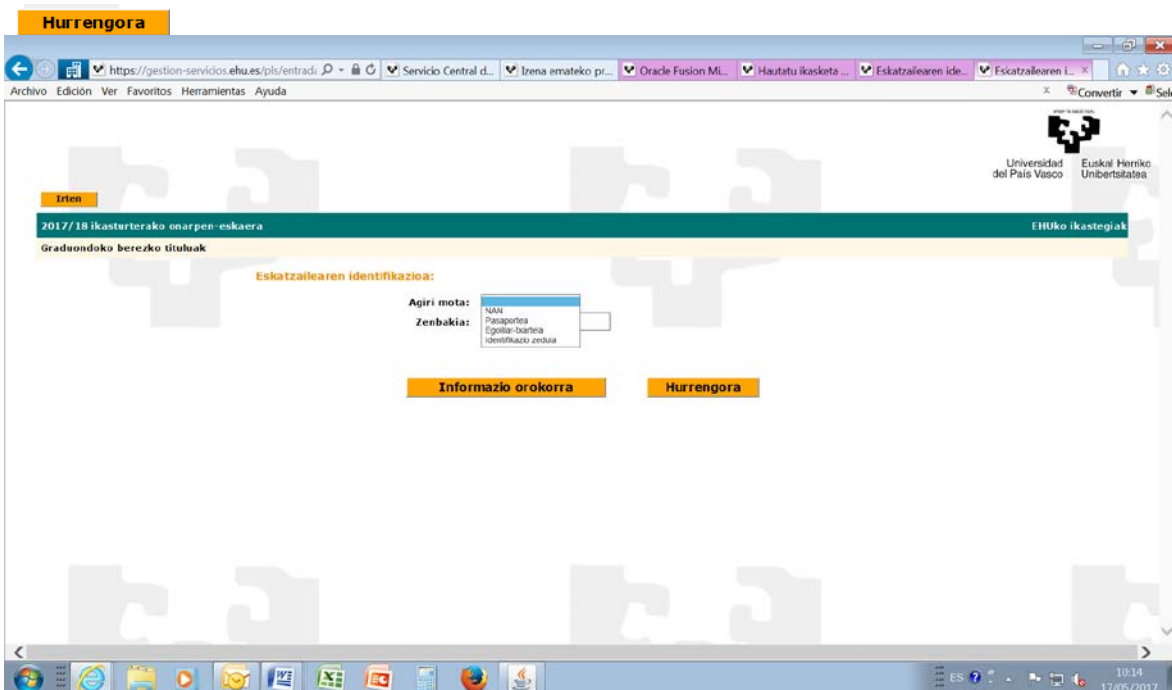 Hurrengora
https://gestion-servicios.ehu.es/pls/entrada Servicio Central d... Izena emateko pr... Oracle Fusion Mi... Hautatu ikasketa ... Eskatzailearen ide... Eskatzailearen i...
Archivo Edición Ver Favoritos Herramientas Ayuda x Convertir Sele
Universidad del País Vasco
Euskal Herriko Unibertsitatea
Irten
2017/18 ikasturterako onarpen-eskaera EHUko ikastegiak
Graduondoko berezko tituluak
Eskatzailearen identifikazioa:
Agiri mota:
NAN
Pasaportea
Egoiliar-txartela
Identifikazio zedula
Zenbakia:
Informazio orokorra Hurrengora
ES 10:14
17/05/2017